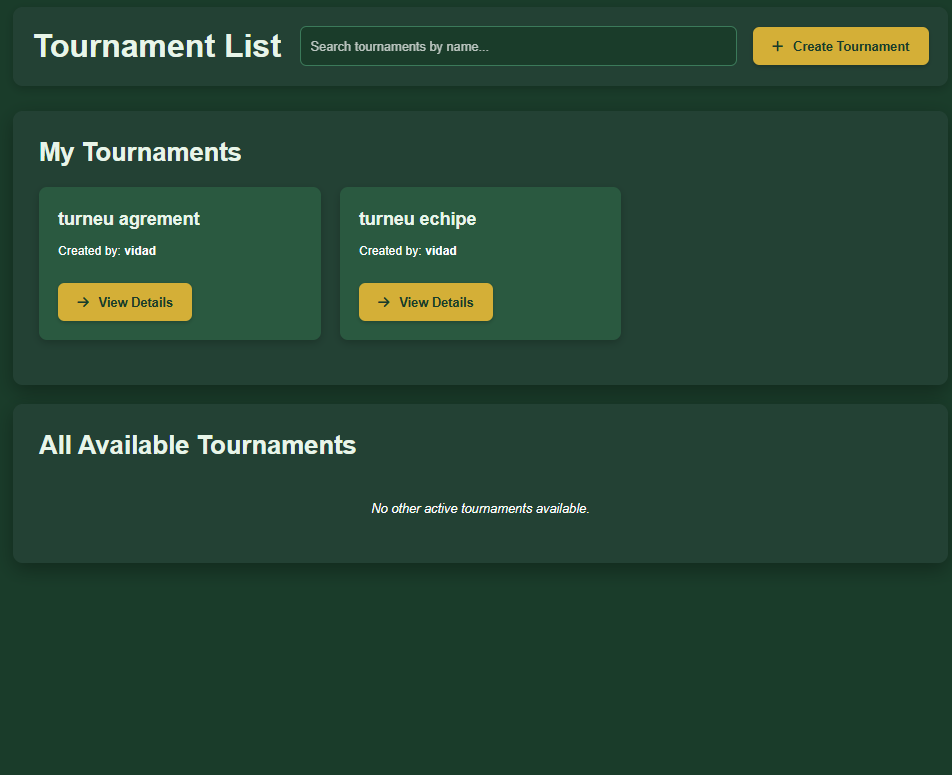 Tournament List
Search tournaments by name...
+ Create Tournament
My Tournaments
turneu agrement
Created by: vidad
→ View Details
turneu echipe
Created by: vidad
→ View Details
All Available Tournaments
No other active tournaments available.